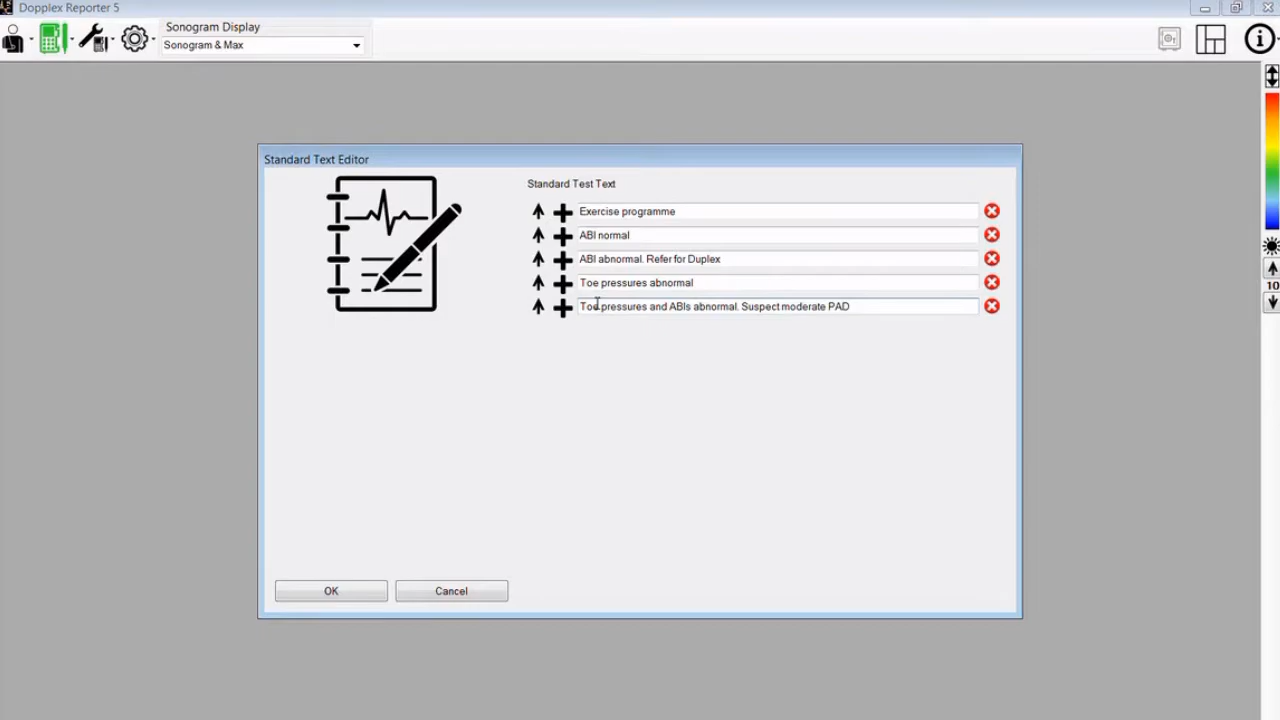 Dopplex Reporter 5
Sonogram Display
Sonogram & Max
Standard Text Editor
Standard Test Text
Exercise programme
ABI normal
ABI abnormal. Refer for Duplex
Toe pressures abnormal
Toe pressures and ABIs abnormal. Suspect moderate PAD
10
OK
Cancel